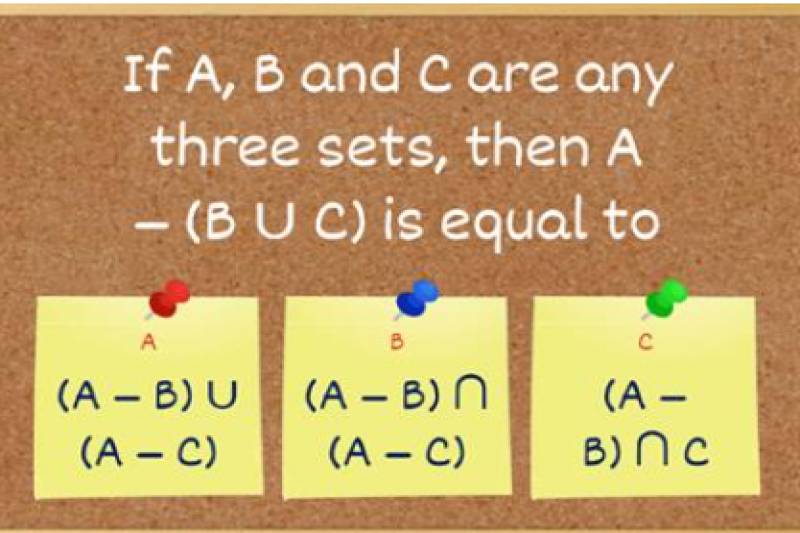 If A, B and C are any
three sets, then A
– (B ∪ C) is equal to
A
(A – B) ∪
(A – C)
B
(A – B) ∩
(A – C)
C
(A –
B) ∩ C